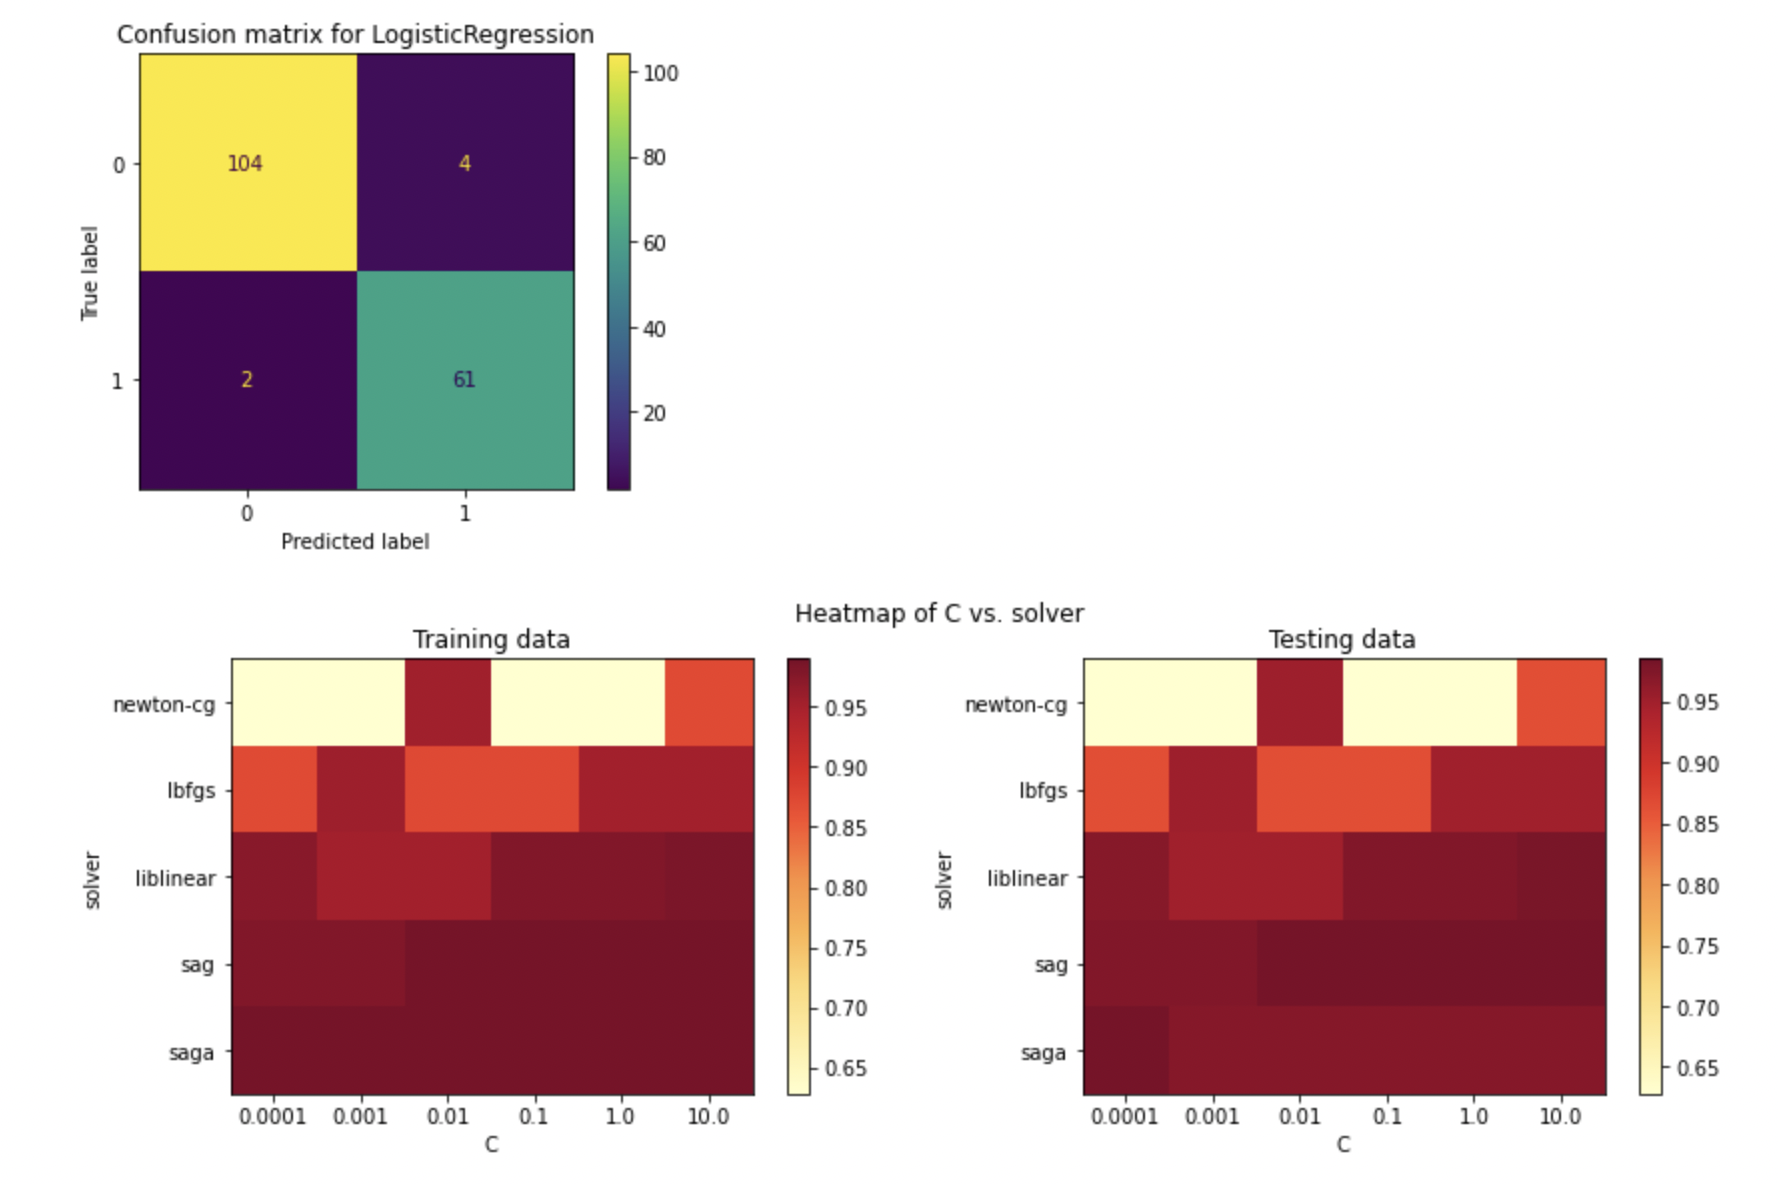 Confusion matrix for LogisticRegression
True label
0
1
104
4
2
61
0
1
Predicted label
100
80
60
40
20
Heatmap of C vs. solver
Training data
solver
newton-cg
lbfgs
liblinear
sag
saga
0.0001 0.001 0.01 0.1 1.0 10.0
C
0.95
0.90
0.85
0.80
0.75
0.70
0.65
Testing data
solver
newton-cg
lbfgs
liblinear
sag
saga
0.0001 0.001 0.01 0.1 1.0 10.0
C
0.95
0.90
0.85
0.80
0.75
0.70
0.65